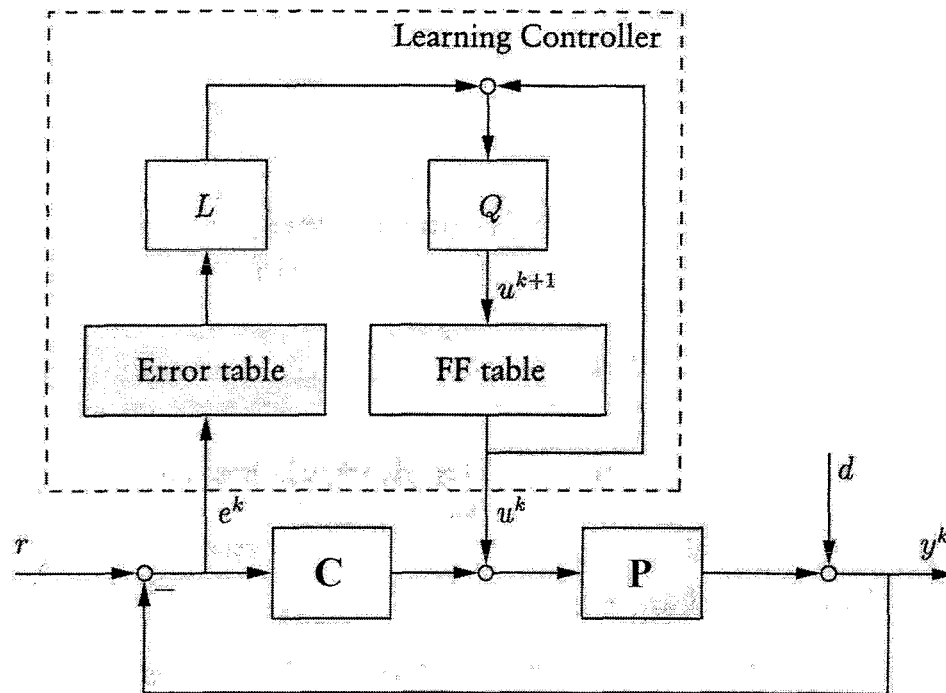 Learning Controller
L
Q
u^{k+1}
Error table
FF table
e^k
u^k
d
r
C
P
y^k
−